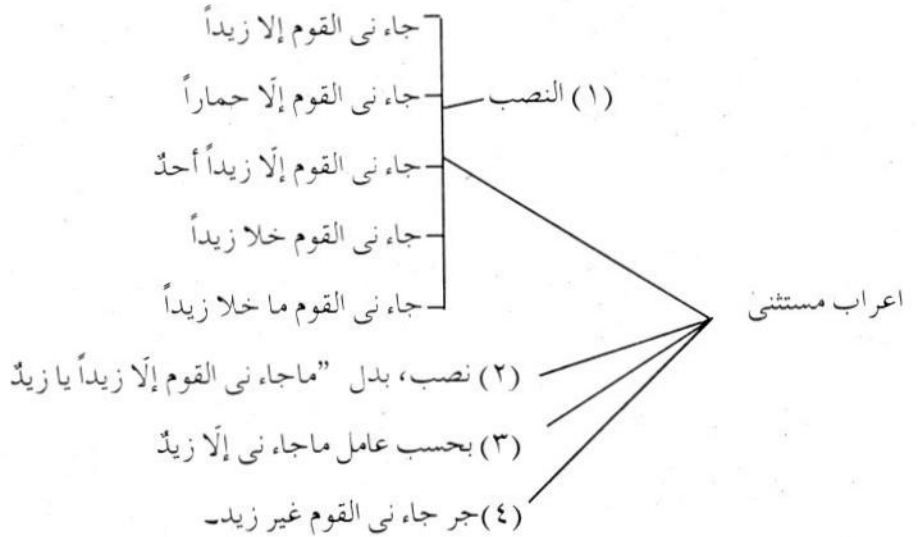 جاء نى القوم إلا زيداً
جاء نى القوم إلّا حماراً
(١) النصب
جاء نى القوم إلّا زيداً أحدٌ
جاء نى القوم خلا زيداً
جاء نى القوم ما خلا زيداً
اعراب مستثنىٰ
(٢) نصب، بدل ”ماجاء نى القوم إلّا زيداً يا زيدٌ
(٣) بحسب عامل ماجاء نى إلّا زيدٌ
(٤) جر جاء نى القوم غير زيد۔